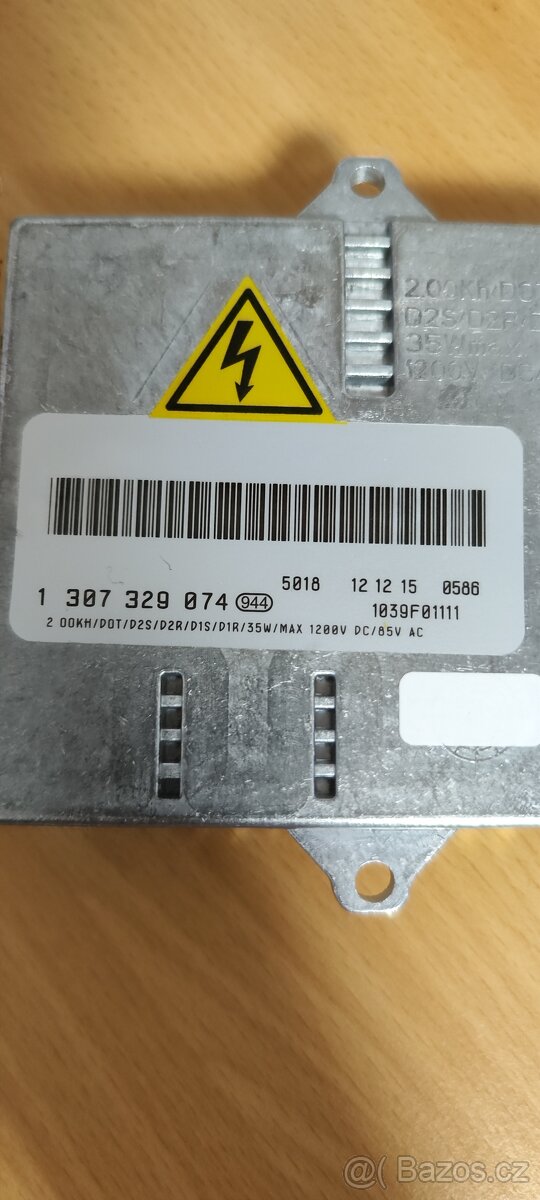 2.00KH/DOT
D2S/D2R/
35W
1200V DC
5018 12 12 15 0586
1 307 329 074 944 1039F01111
2 00KH/DOT/D2S/D2R/D1S/D1R/35W/MAX 1200V DC/85V AC
@ Bazos.cz